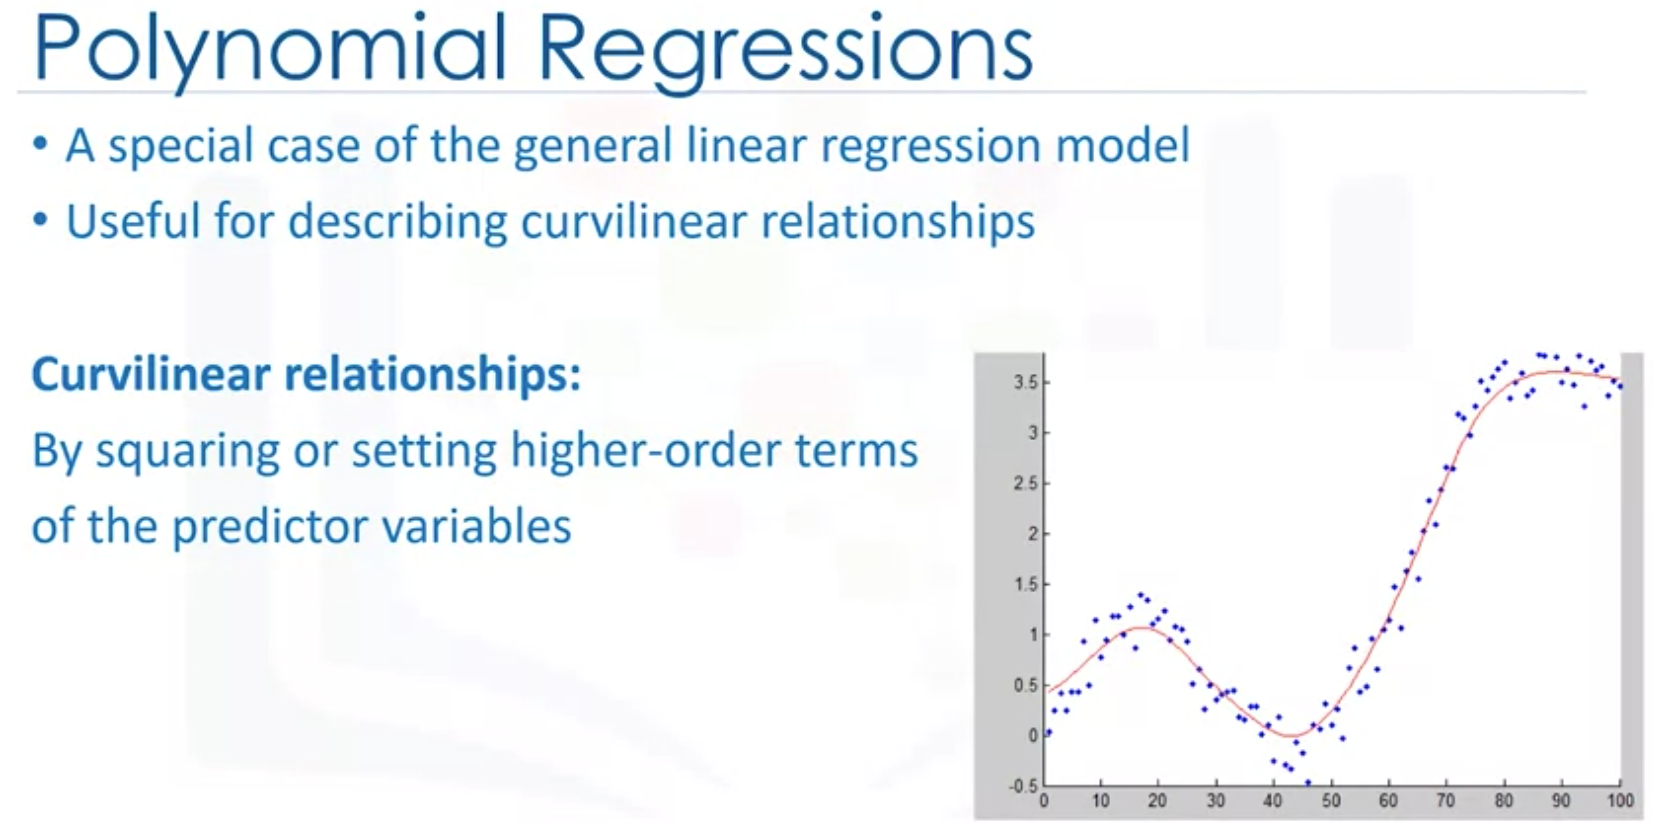 Polynomial Regressions
• A special case of the general linear regression model
• Useful for describing curvilinear relationships
Curvilinear relationships:
By squaring or setting higher-order terms
of the predictor variables
3.5
3
2.5
2
1.5
1
0.5
0
-0.5
0 10 20 30 40 50 60 70 80 90 100